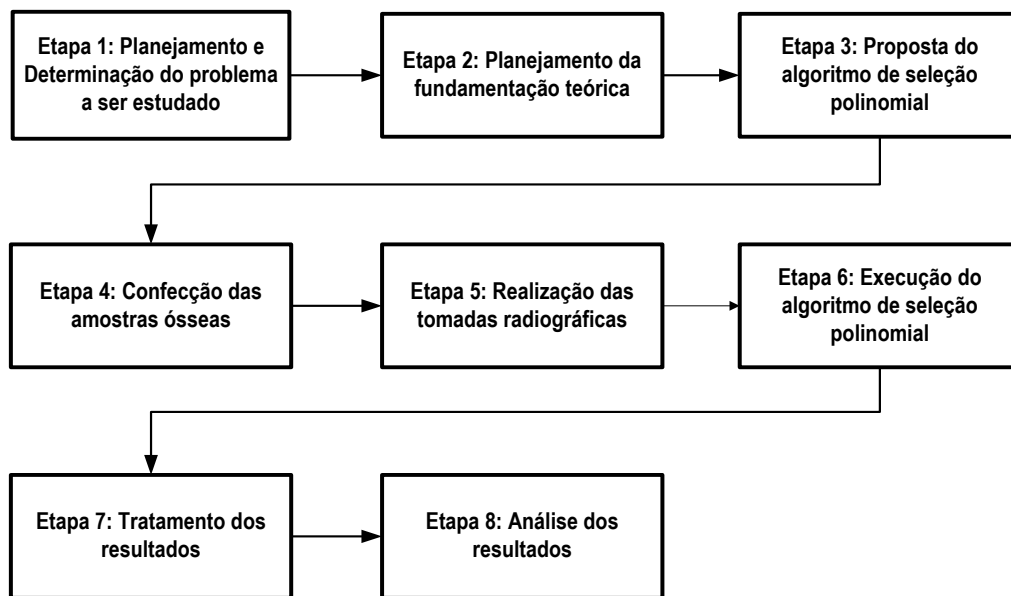 Etapa 1: Planejamento e
Determinação do problema
a ser estudado
Etapa 2: Planejamento da
fundamentação teórica
Etapa 3: Proposta do
algoritmo de seleção
polinomial
Etapa 4: Confecção das
amostras ósseas
Etapa 5: Realização das
tomadas radiográficas
Etapa 6: Execução do
algoritmo de seleção
polinomial
Etapa 7: Tratamento dos
resultados
Etapa 8: Análise dos
resultados